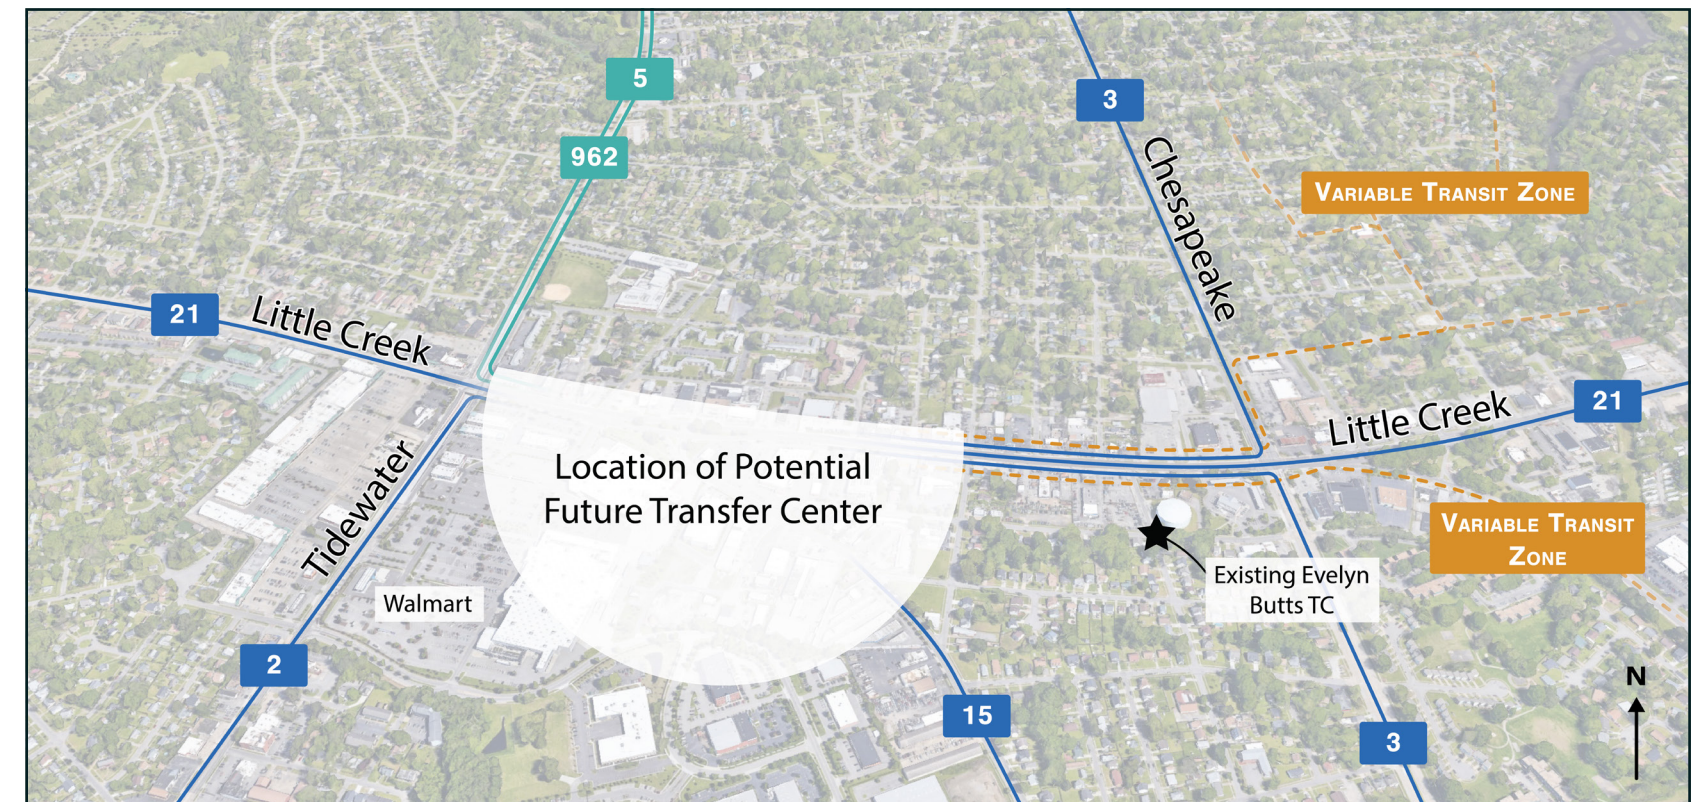 5
3
962
Chesapeake
VARIABLE TRANSIT ZONE
21
Little Creek
21
Little Creek
Location of Potential
Future Transfer Center
Tidewater
VARIABLE TRANSIT
ZONE
Existing Evelyn
Butts TC
Walmart
2
N
15
3